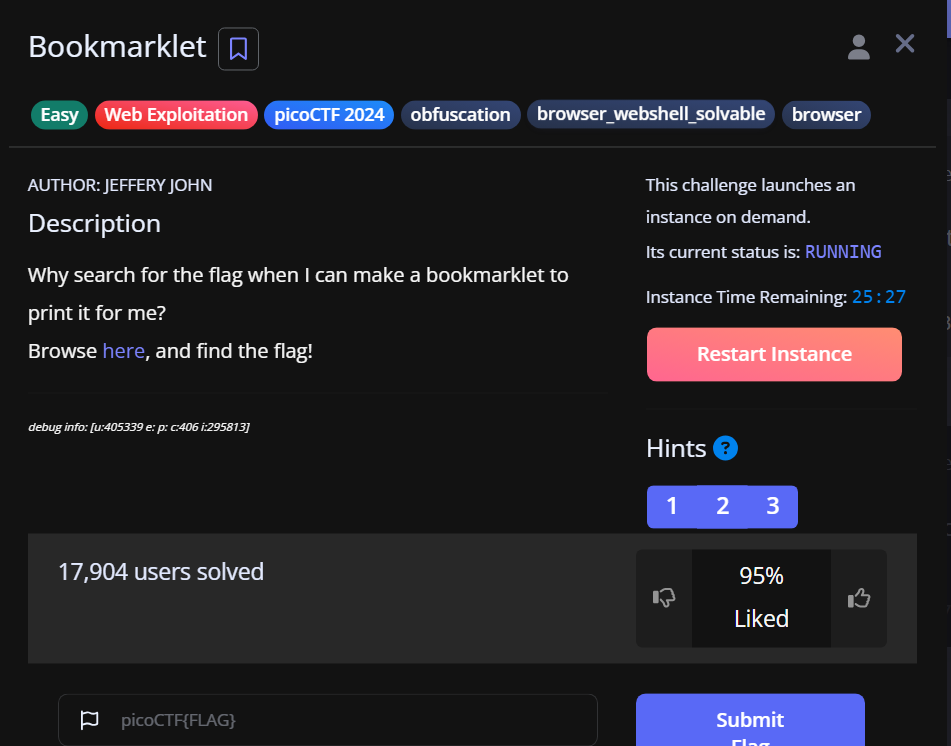 Bookmarklet
Easy Web Exploitation picoCTF 2024 obfuscation browser_webshell_solvable browser
AUTHOR: JEFFERY JOHN
Description
Why search for the flag when I can make a bookmarklet to
print it for me?
Browse here, and find the flag!
debug info: [u:405339 e: p: c:406 i:295813]
This challenge launches an
instance on demand.
Its current status is: RUNNING
Instance Time Remaining: 25:27
Restart Instance
Hints ?
1 2 3
17,904 users solved
95%
Liked
picoCTF{FLAG}
Submit
Flag